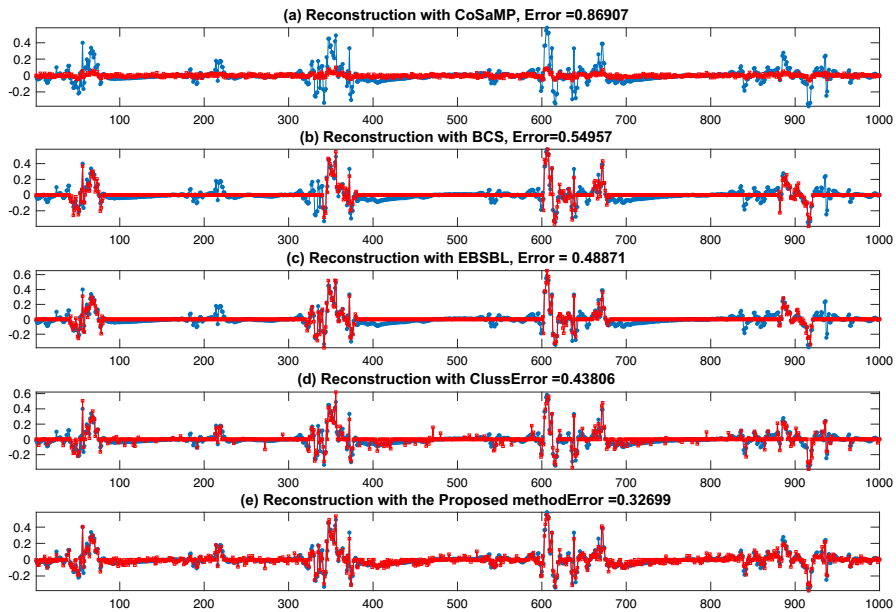 (a) Reconstruction with CoSaMP, Error =0.86907
0.4
0.2
0
-0.2
100 200 300 400 500 600 700 800 900 1000
(b) Reconstruction with BCS, Error=0.54957
0.4
0.2
0
-0.2
100 200 300 400 500 600 700 800 900 1000
(c) Reconstruction with EBSBL, Error = 0.48871
0.6
0.4
0.2
0
-0.2
100 200 300 400 500 600 700 800 900 1000
(d) Reconstruction with ClussError =0.43806
0.6
0.4
0.2
0
-0.2
100 200 300 400 500 600 700 800 900 1000
(e) Reconstruction with the Proposed methodError =0.32699
0.4
0.2
0
-0.2
100 200 300 400 500 600 700 800 900 1000